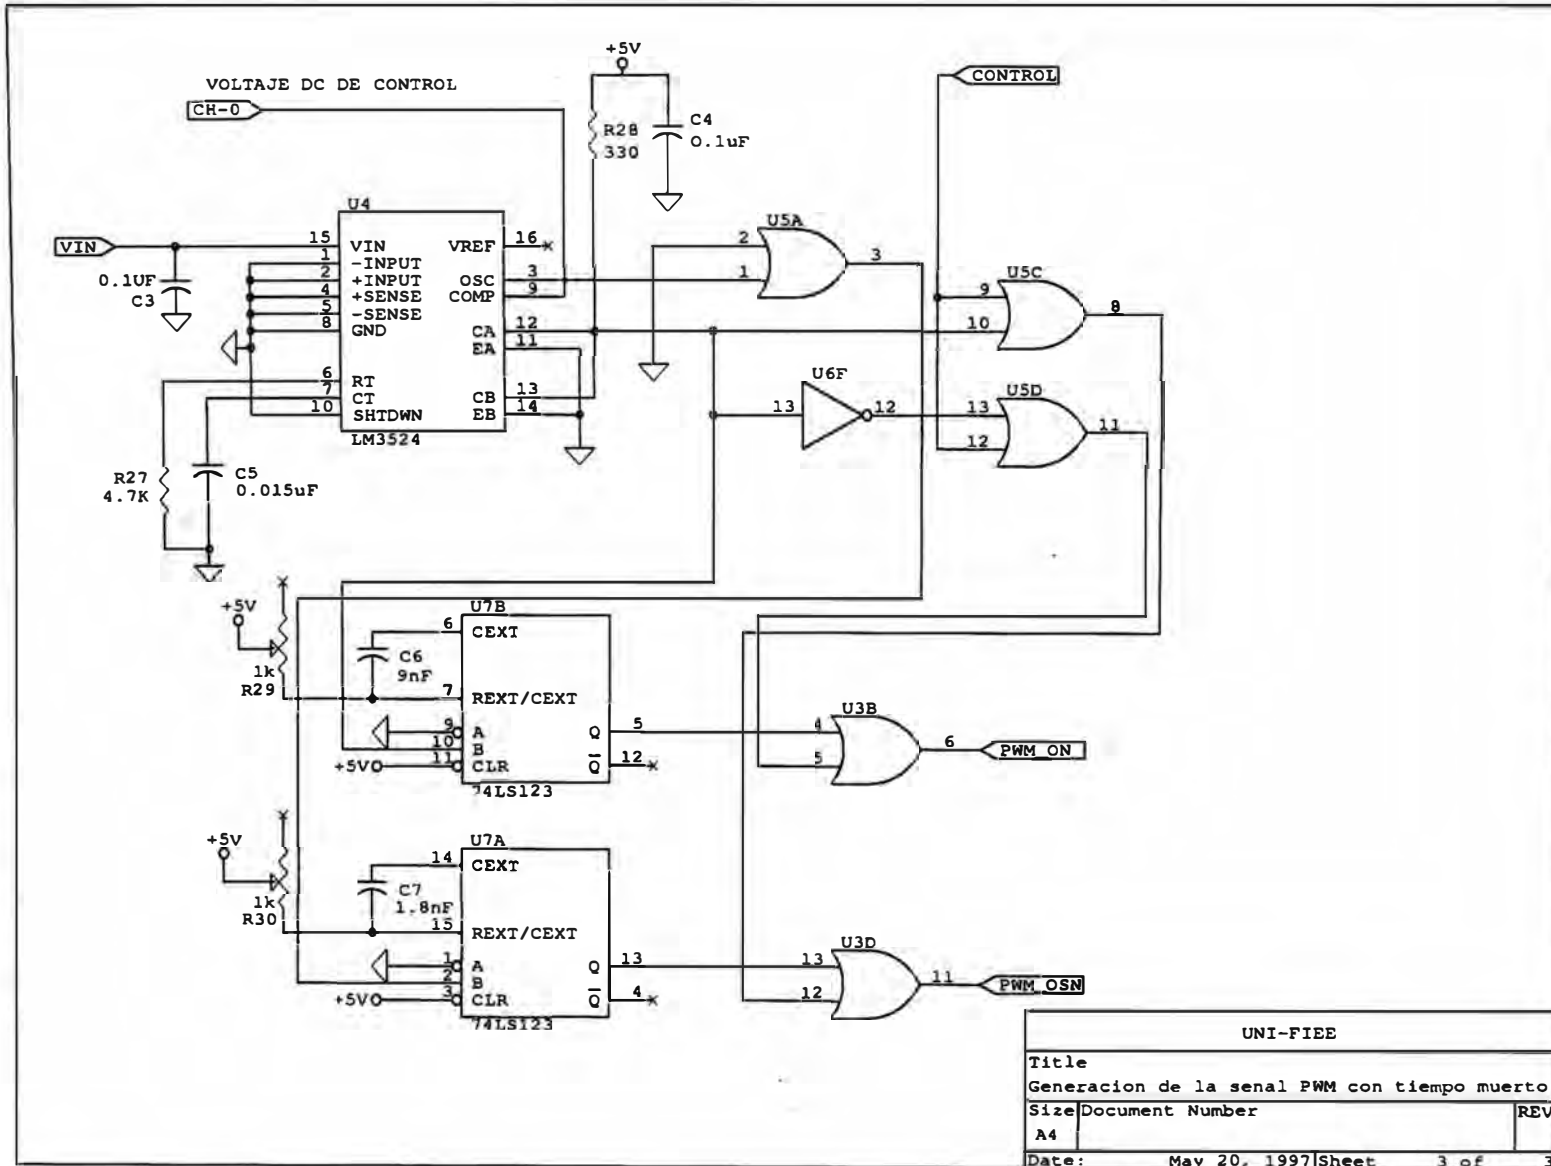 +5V
CONTROL
VOLTAJE DC DE CONTROL
CH-0
R28
330
C4
0.1uF
U4
U5A
VIN
15 VIN VREF 16
1 -INPUT
2 +INPUT OSC 3
4 +SENSE COMP 9
5 -SENSE
8 GND CA 12
EA 11
6 RT
7 CT CB 13
10 SHTDWN EB 14
LM3524
0.1UF
C3
2
1
3
U5C
9
10
8
U6F
13
12
U5D
13
12
11
R27
4.7K
C5
0.015uF
+5V
1k
R29
U7B
6 CEXT
C6
9nF
7 REXT/CEXT
9 A Q 5
10 B
+5V 11 CLR Q 12
74LS123
U3B
4
5
6
PWM_ON
+5V
1k
R30
U7A
14 CEXT
C7
1.8nF
15 REXT/CEXT
1 A Q 13
2 B
+5V 3 CLR Q 4
74LS123
U3D
13
12
11
PWM_OSN
UNI-FIEE
Title
Generacion de la senal PWM con tiempo muerto
Size Document Number REV
A4
Date: May 20, 1997 Sheet 3 of 3